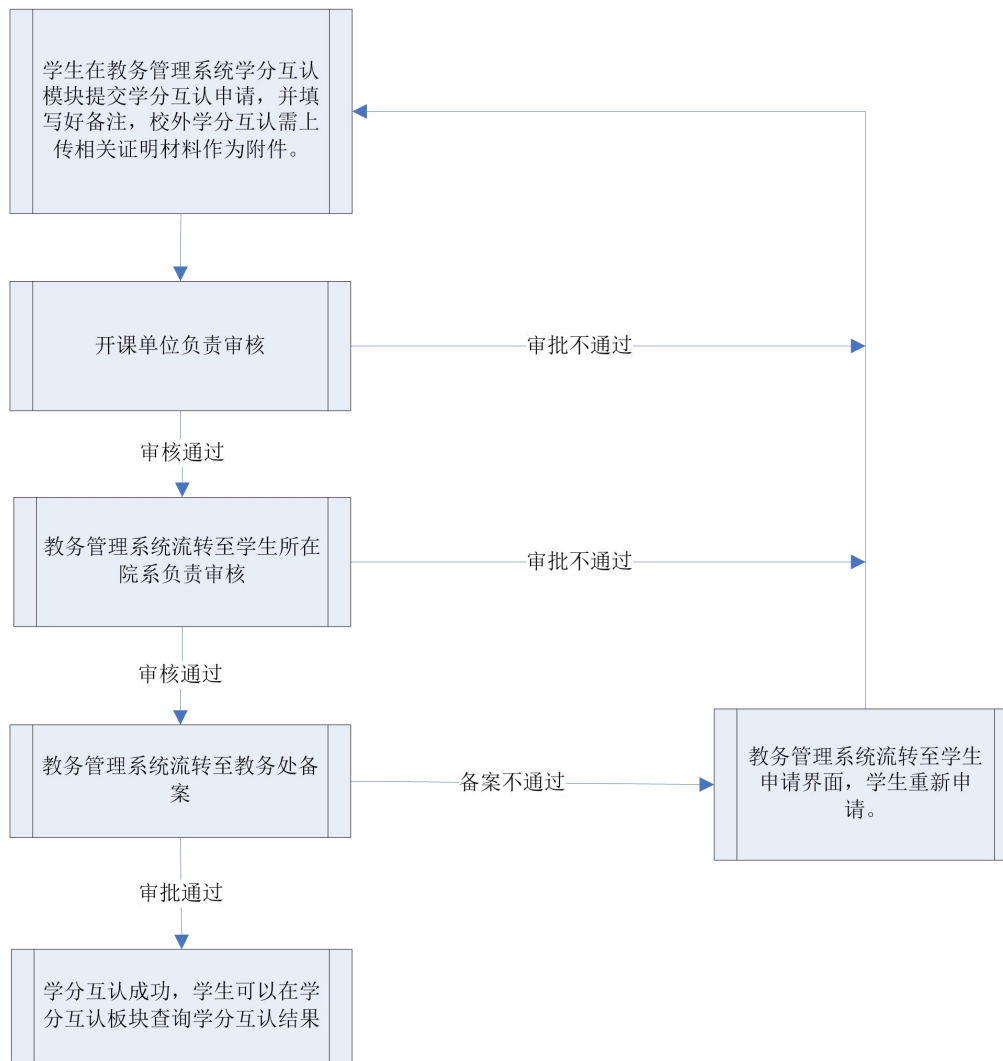 学生在教务管理系统学分互认
模块提交学分互认申请，并填
写好备注，校外学分互认需上
传相关证明材料作为附件。
开课单位负责审核
审批不通过
审核通过
教务管理系统流转至学生所在
院系负责审核
审批不通过
审核通过
教务管理系统流转至教务处备
案
备案不通过
教务管理系统流转至学生
申请界面，学生重新申
请。
审批通过
学分互认成功，学生可以在学
分互认板块查询学分互认结果